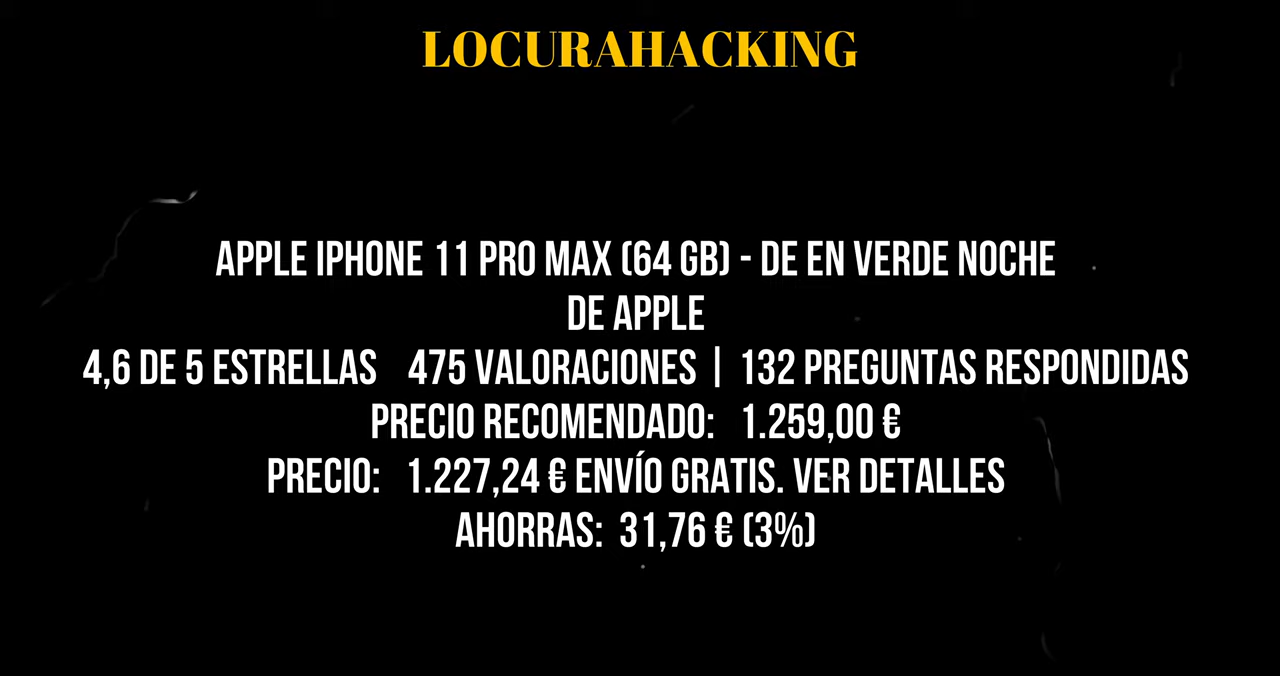 LOCURAHACKING
APPLE IPHONE 11 PRO MAX (64 GB) - DE EN VERDE NOCHE
DE APPLE
4,6 DE 5 ESTRELLAS 475 VALORACIONES | 132 PREGUNTAS RESPONDIDAS
PRECIO RECOMENDADO: 1.259,00 €
PRECIO: 1.227,24 € ENVÍO GRATIS. VER DETALLES
AHORRAS: 31,76 € (3%)